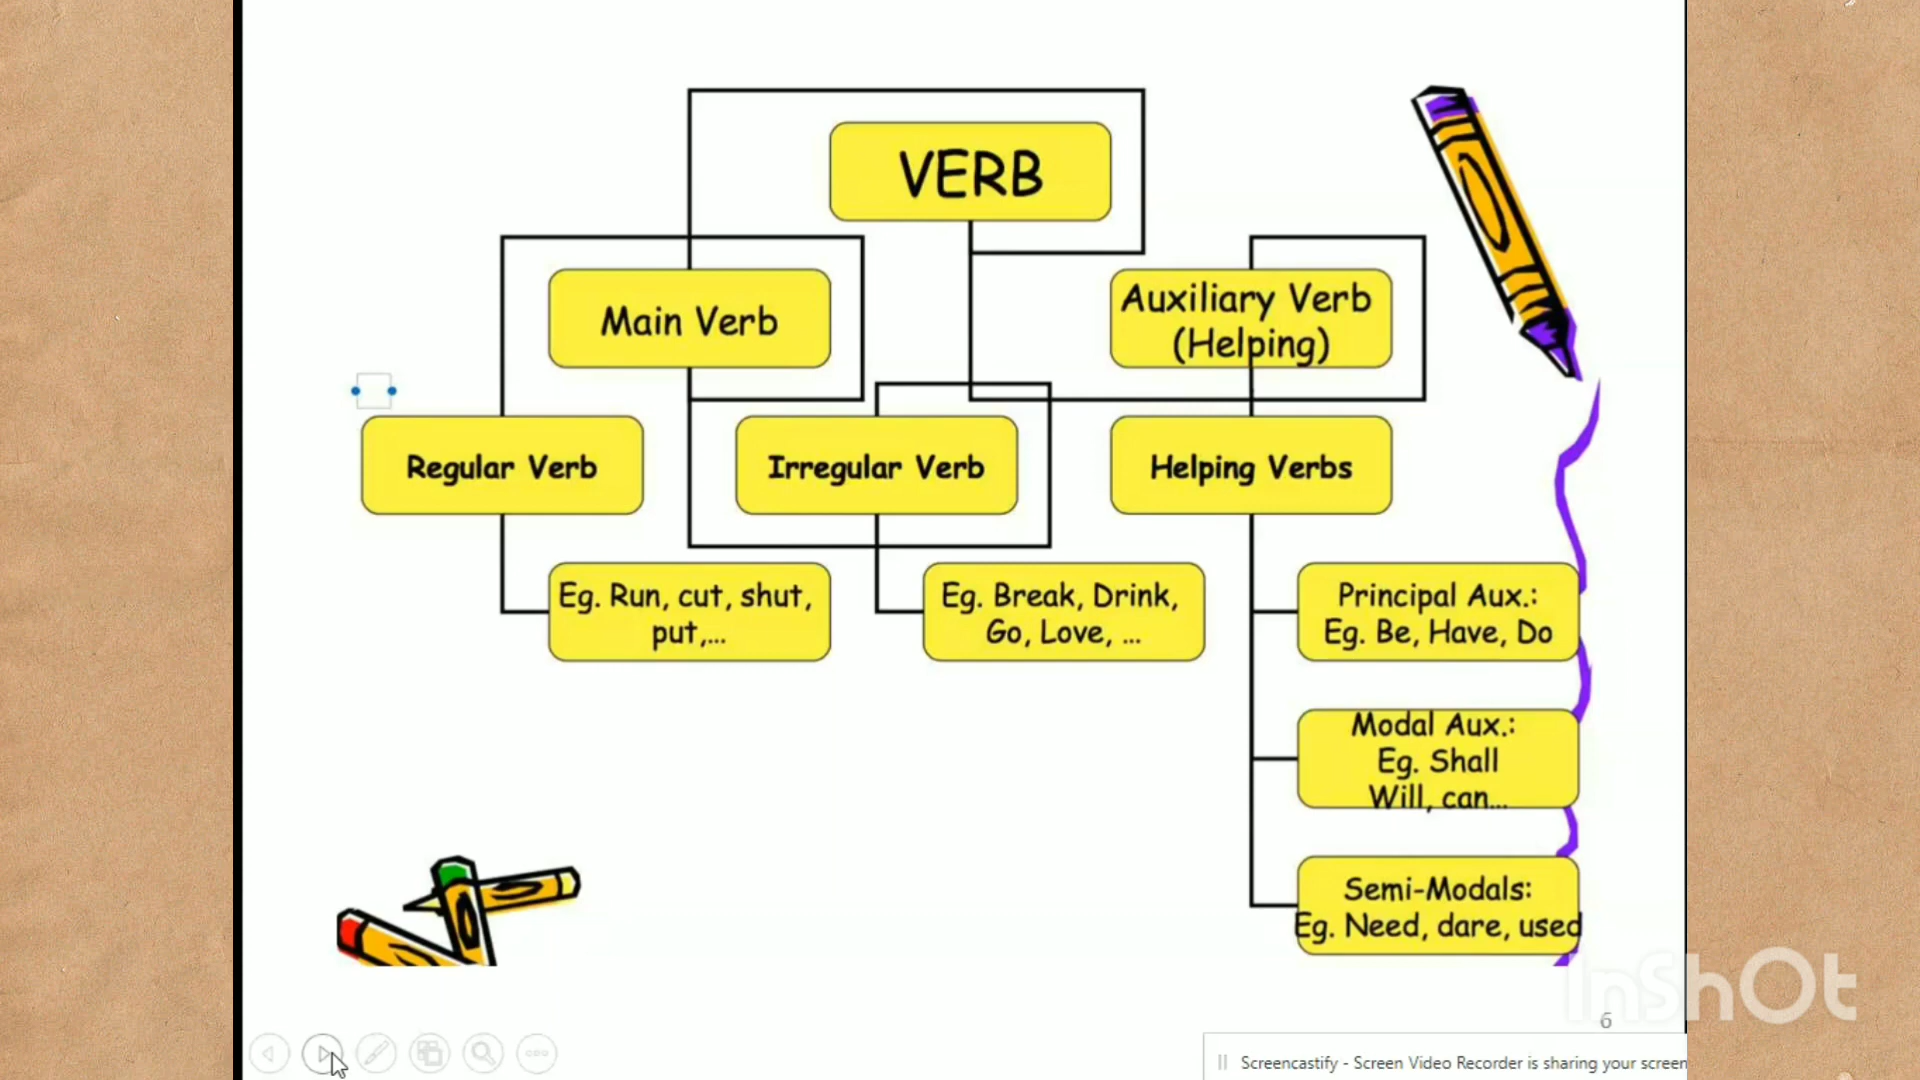 VERB
Main Verb
Auxiliary Verb
(Helping)
Regular Verb
Irregular Verb
Helping Verbs
Eg. Run, cut, shut,
put,...
Eg. Break, Drink,
Go, Love, ...
Principal Aux.:
Eg. Be, Have, Do
Modal Aux.:
Eg. Shall
Will, can...
Semi-Modals:
Eg. Need, dare, used
InShOt
6
Screencastify - Screen Video Recorder is sharing your screen